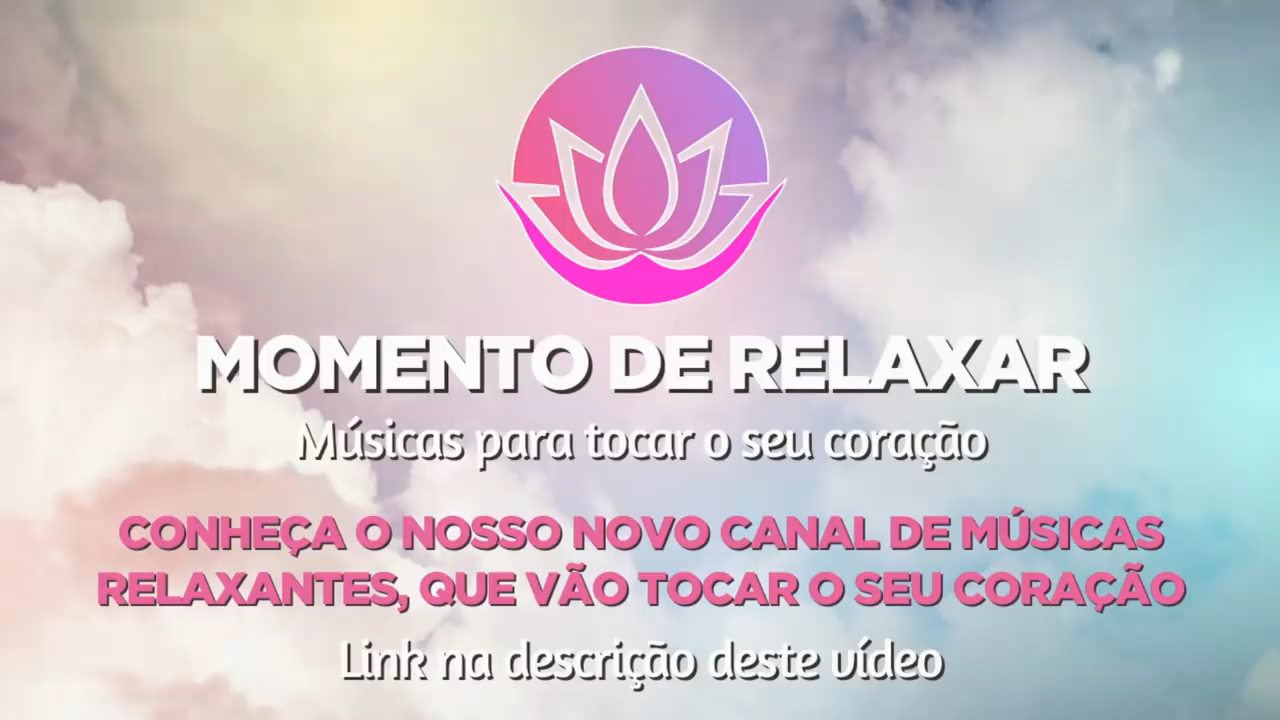 MOMENTO DE RELAXAR
Músicas para tocar o seu coração
CONHEÇA O NOSSO NOVO CANAL DE MÚSICAS
RELAXANTES, QUE VÃO TOCAR O SEU CORAÇÃO
Link na descrição deste vídeo